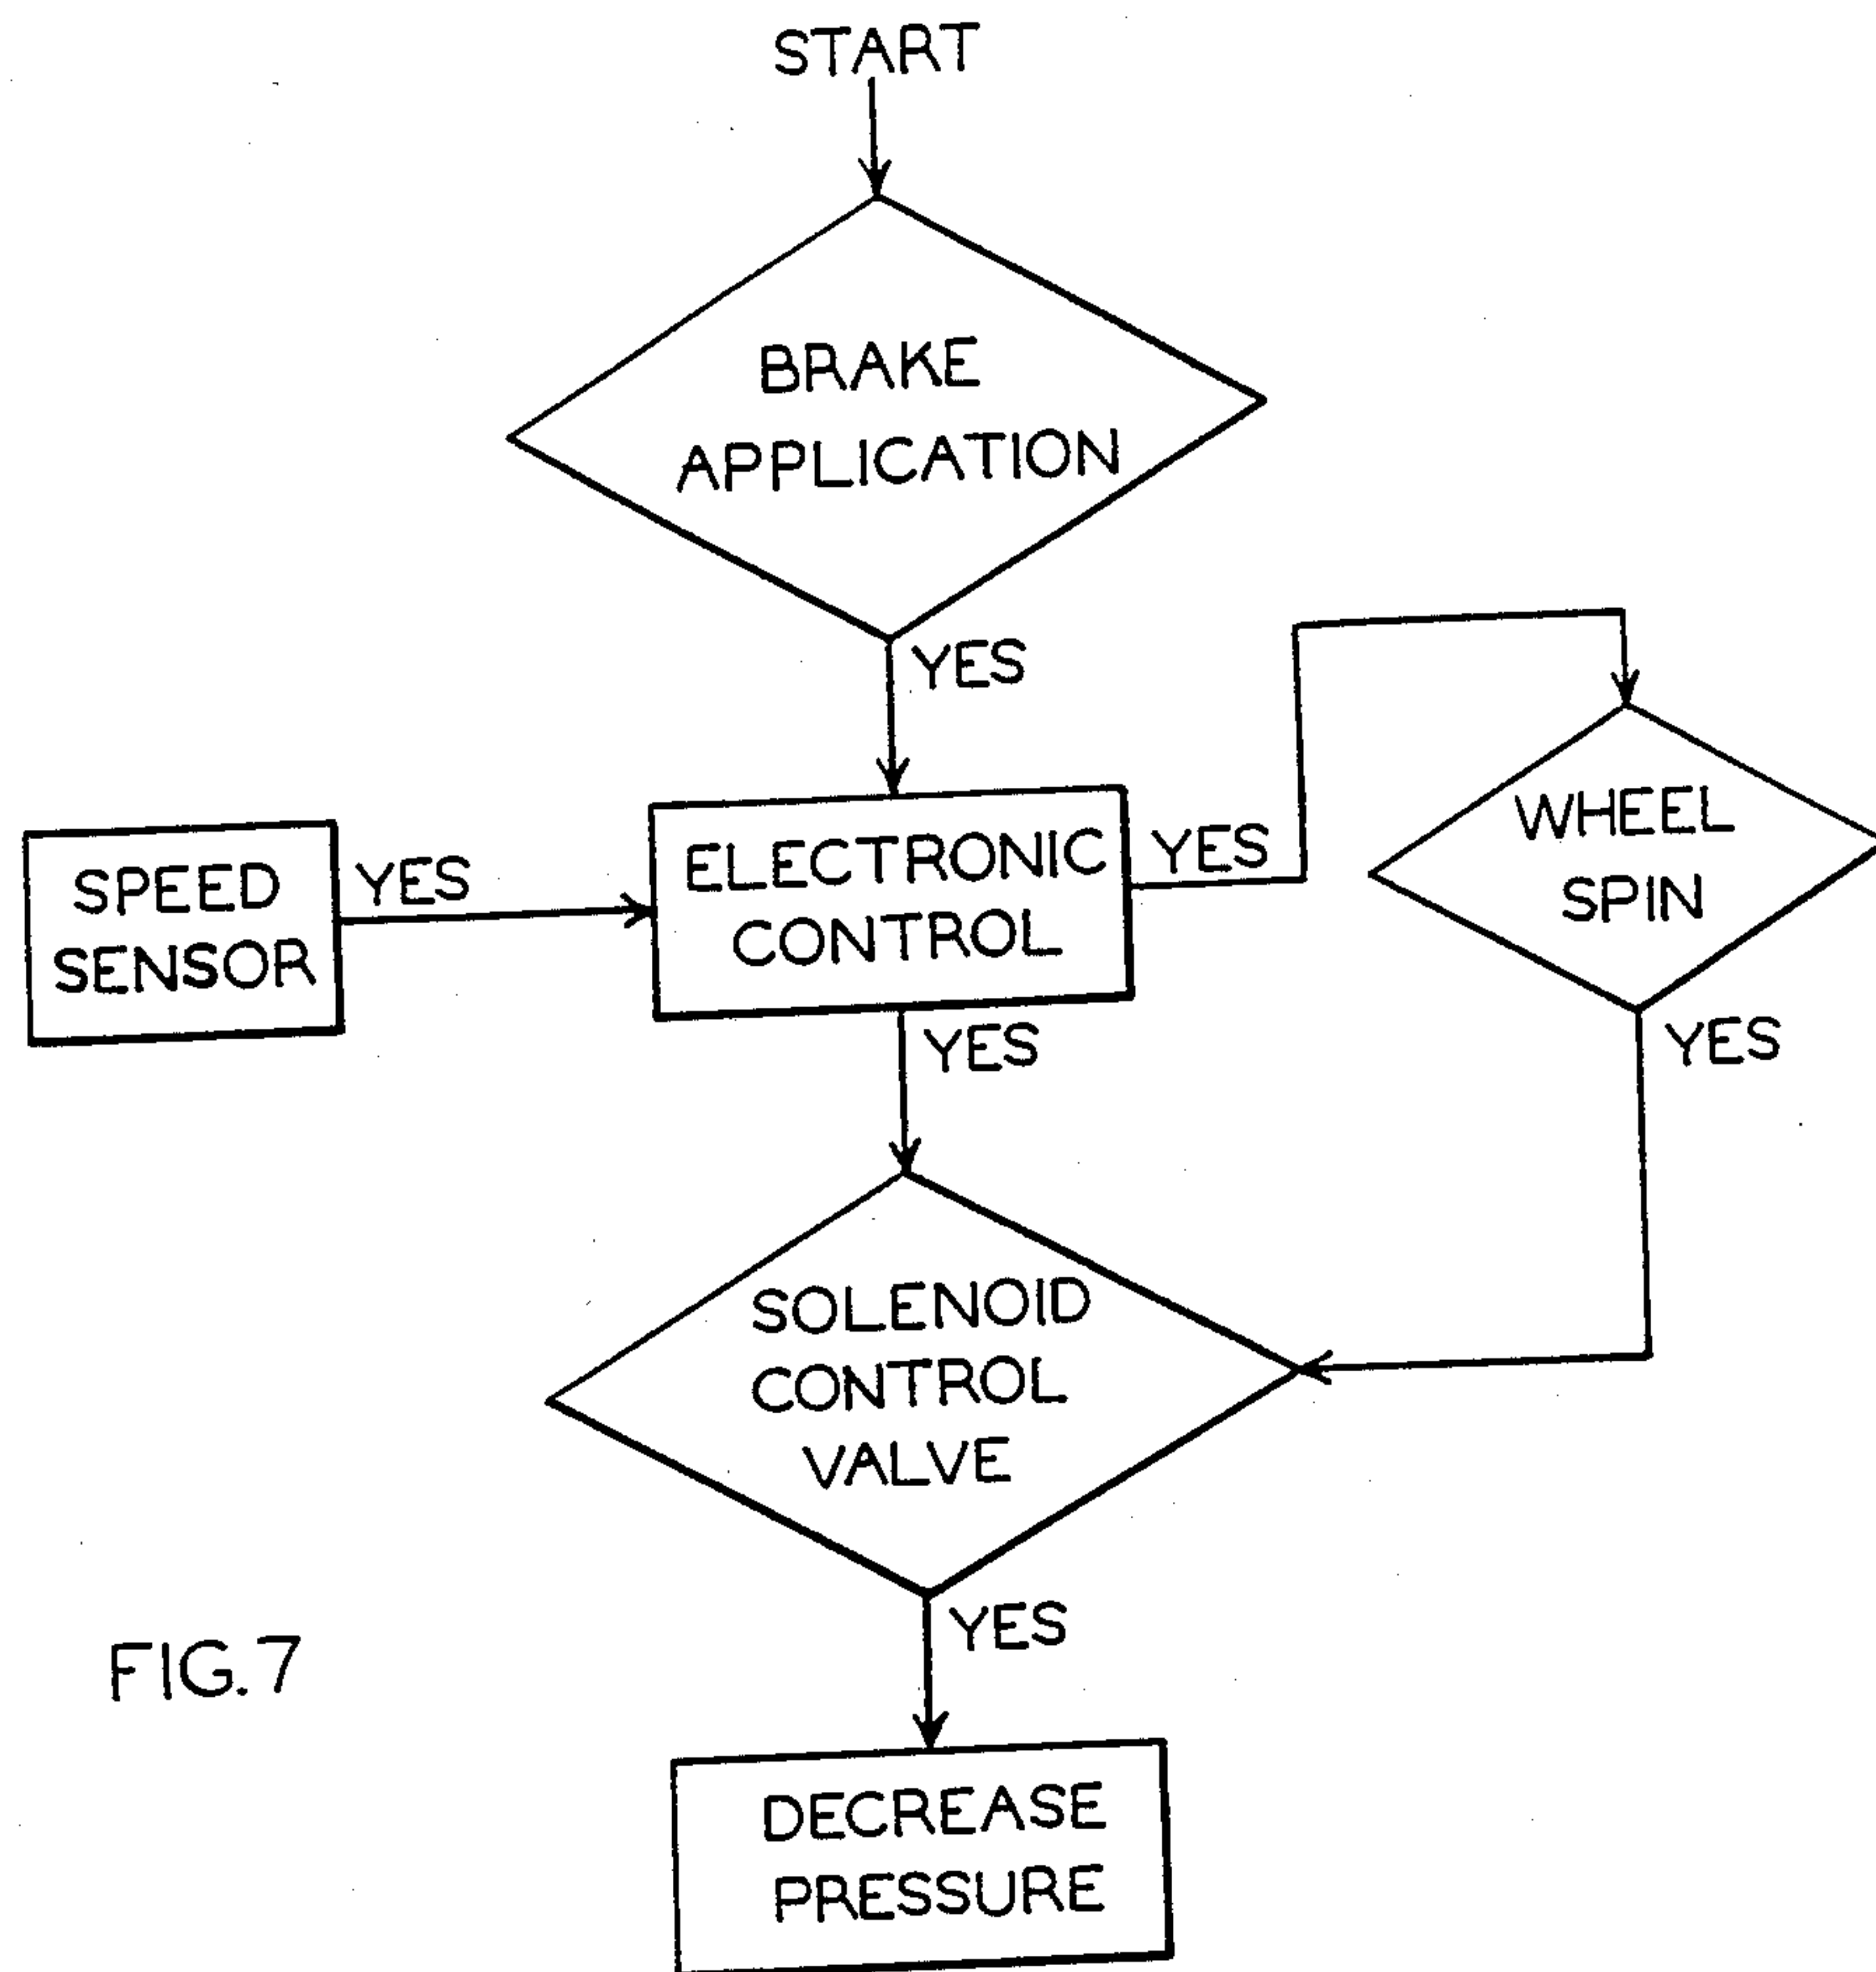 START
BRAKE
APPLICATION
YES
SPEED
SENSOR
YES
ELECTRONIC
CONTROL
YES
WHEEL
SPIN
YES
YES
SOLENOID
CONTROL
VALVE
YES
DECREASE
PRESSURE
FIG. 7